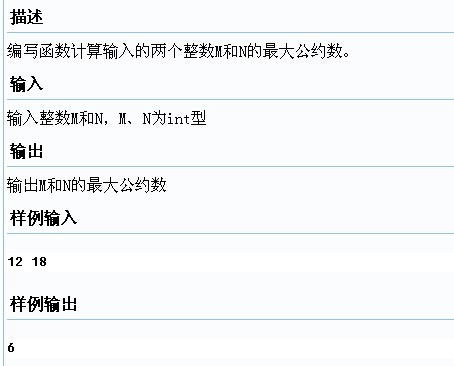 描述
编写函数计算输入的两个整数M和N的最大公约数。
输入
输入整数M和N，M、N为int型
输出
输出M和N的最大公约数
样例输入
12 18
样例输出
6